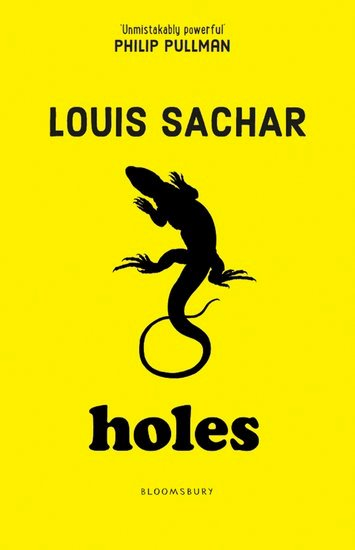 'Unmistakably powerful'
PHILIP PULLMAN
LOUIS SACHAR
holes
BLOOMSBURY